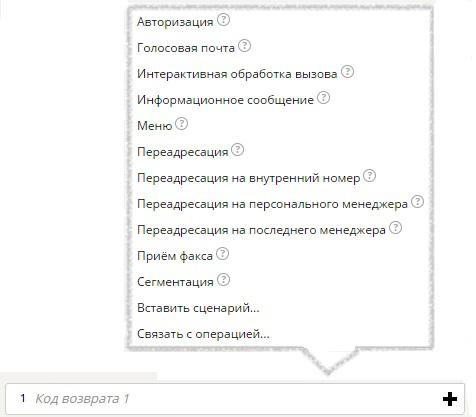 Авторизация ?
Голосовая почта ?
Интерактивная обработка вызова ?
Информационное сообщение ?
Меню ?
Переадресация ?
Переадресация на внутренний номер ?
Переадресация на персонального менеджера ?
Переадресация на последнего менеджера ?
Приём факса ?
Сегментация ?
Вставить сценарий...
Связать с операцией...
1 Код возврата 1